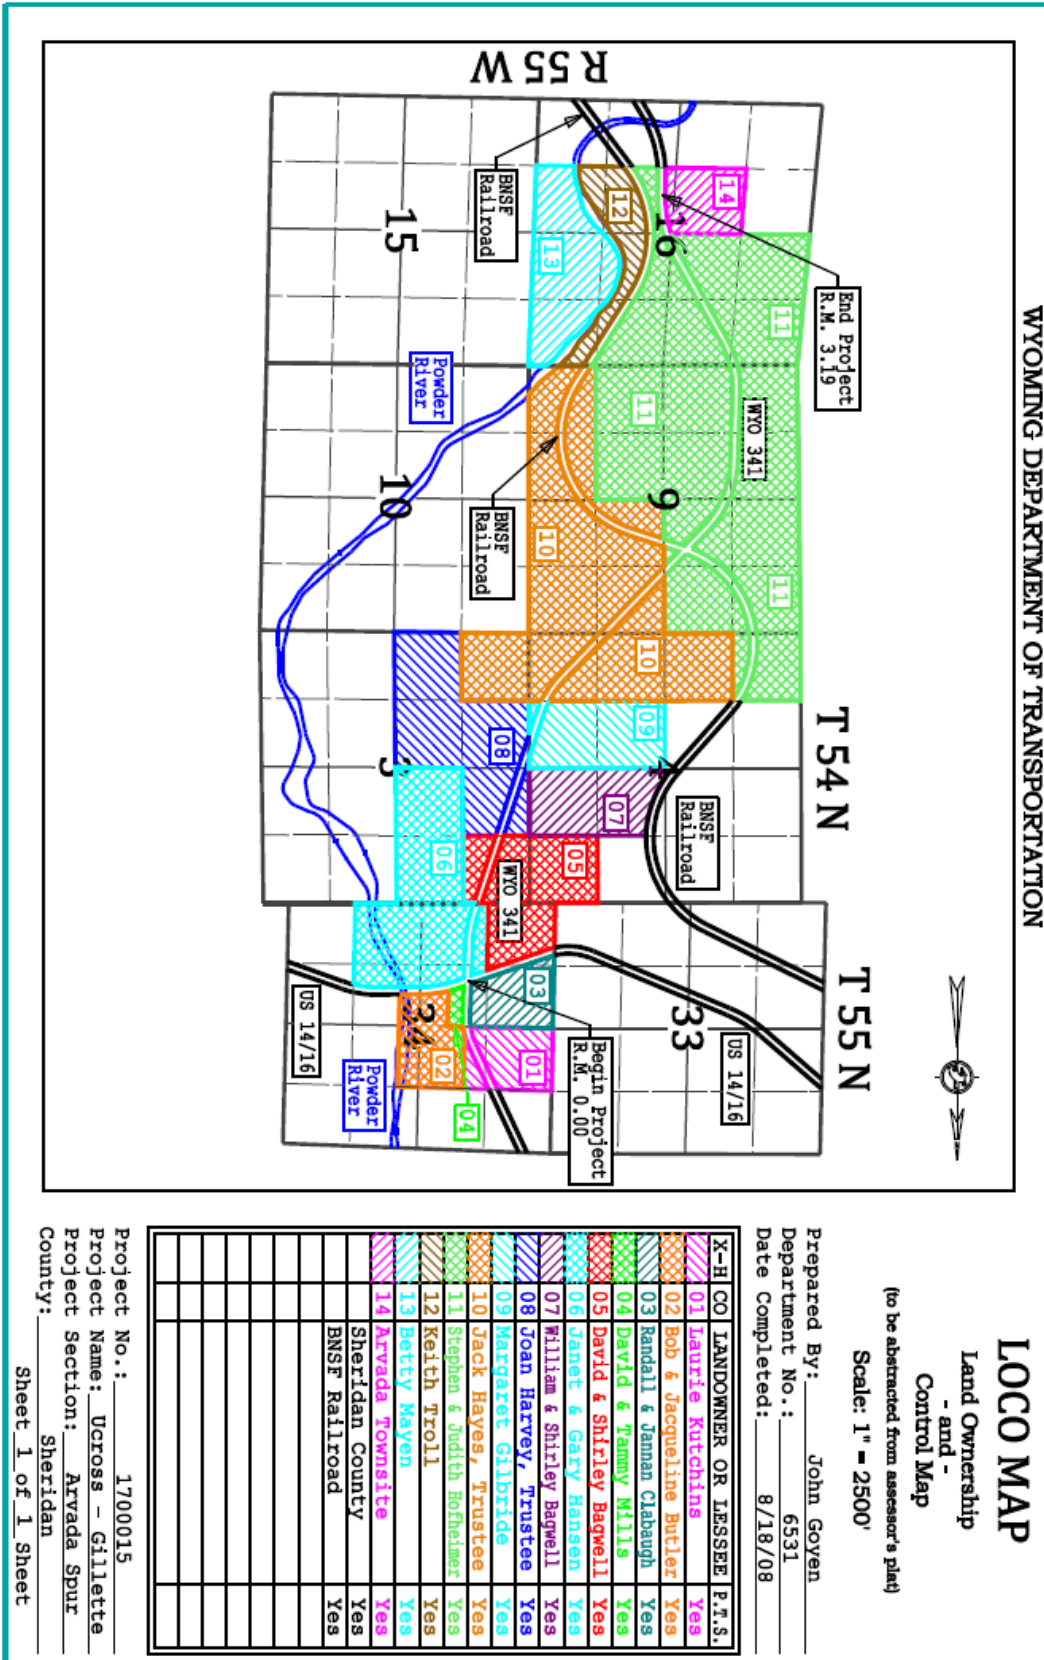 WYOMING DEPARTMENT OF TRANSPORTATION
R 55 W
T 54 N
T 55 N
15
16
10
9
3
4
34
33
BNSF
Railroad
End Project
R.M. 3.19
WYO 341
Powder
River
BNSF
Railroad
BNSF
Railroad
WYO 341
US 14/16
US 14/16
Powder
River
Begin Project
R.M. 0.00
14
12
13
11
11
11
10
10
09
08
07
06
05
03
02
01
04
LOCO MAP
Land Ownership
- and -
Control Map
Scale: 1" = 2500'
(to be abstracted from assessor's plat)
Prepared By: John Goyen
Department No.: 6531
Date Completed: 8/18/08
X-H CO LANDOWNER OR LESSEE P.T.S.
01 Laurie Kutchins Yes
02 Bob & Jacqueline Butler Yes
03 Randall & Jannan Clabaugh Yes
04 David & Tammy Mills Yes
05 David & Shirley Bagwell Yes
06 Janet & Gary Hansen Yes
07 William & Shirley Bagwell Yes
08 Joan Harvey, Trustee Yes
09 Margaret Gilbride Yes
10 Jack Hayes, Trustee Yes
11 Stephen & Judith Hofheimer Yes
12 Keith Troll Yes
13 Betty Mayen Yes
14 Arvada Townsite Yes
Sheridan County Yes
BNSF Railroad Yes
Project No.: 1700015
Project Name: Ucross - Gillette
Project Section: Arvada Spur
County: Sheridan
Sheet 1 of 1 Sheet